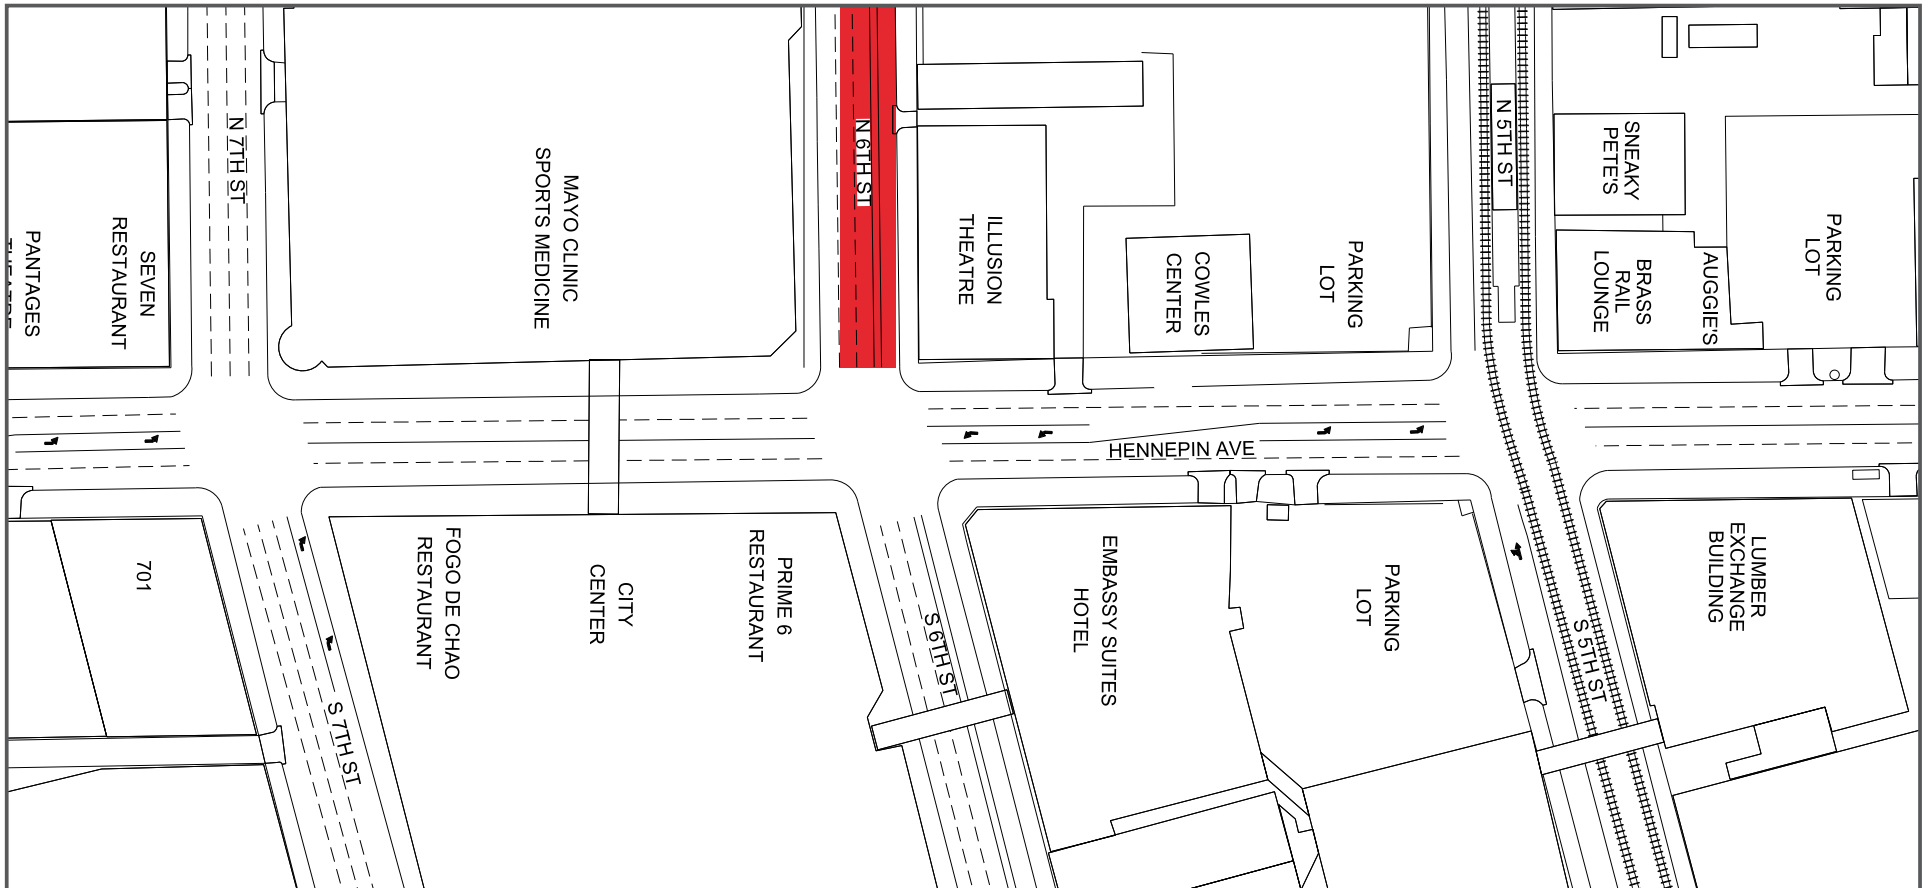 N 7TH ST
N 6TH ST
N 5TH ST
PANTAGES
SEVEN
RESTAURANT
MAYO CLINIC
SPORTS MEDICINE
ILLUSION
THEATRE
COWLES
CENTER
PARKING
LOT
SNEAKY
PETE'S
BRASS
RAIL
LOUNGE
AUGGIE'S
PARKING
LOT
HENNEPIN AVE
701
FOGO DE CHAO
RESTAURANT
CITY
CENTER
PRIME 6
RESTAURANT
EMBASSY SUITES
HOTEL
PARKING
LOT
LUMBER
EXCHANGE
BUILDING
S 7TH ST
S 6TH ST
S 5TH ST